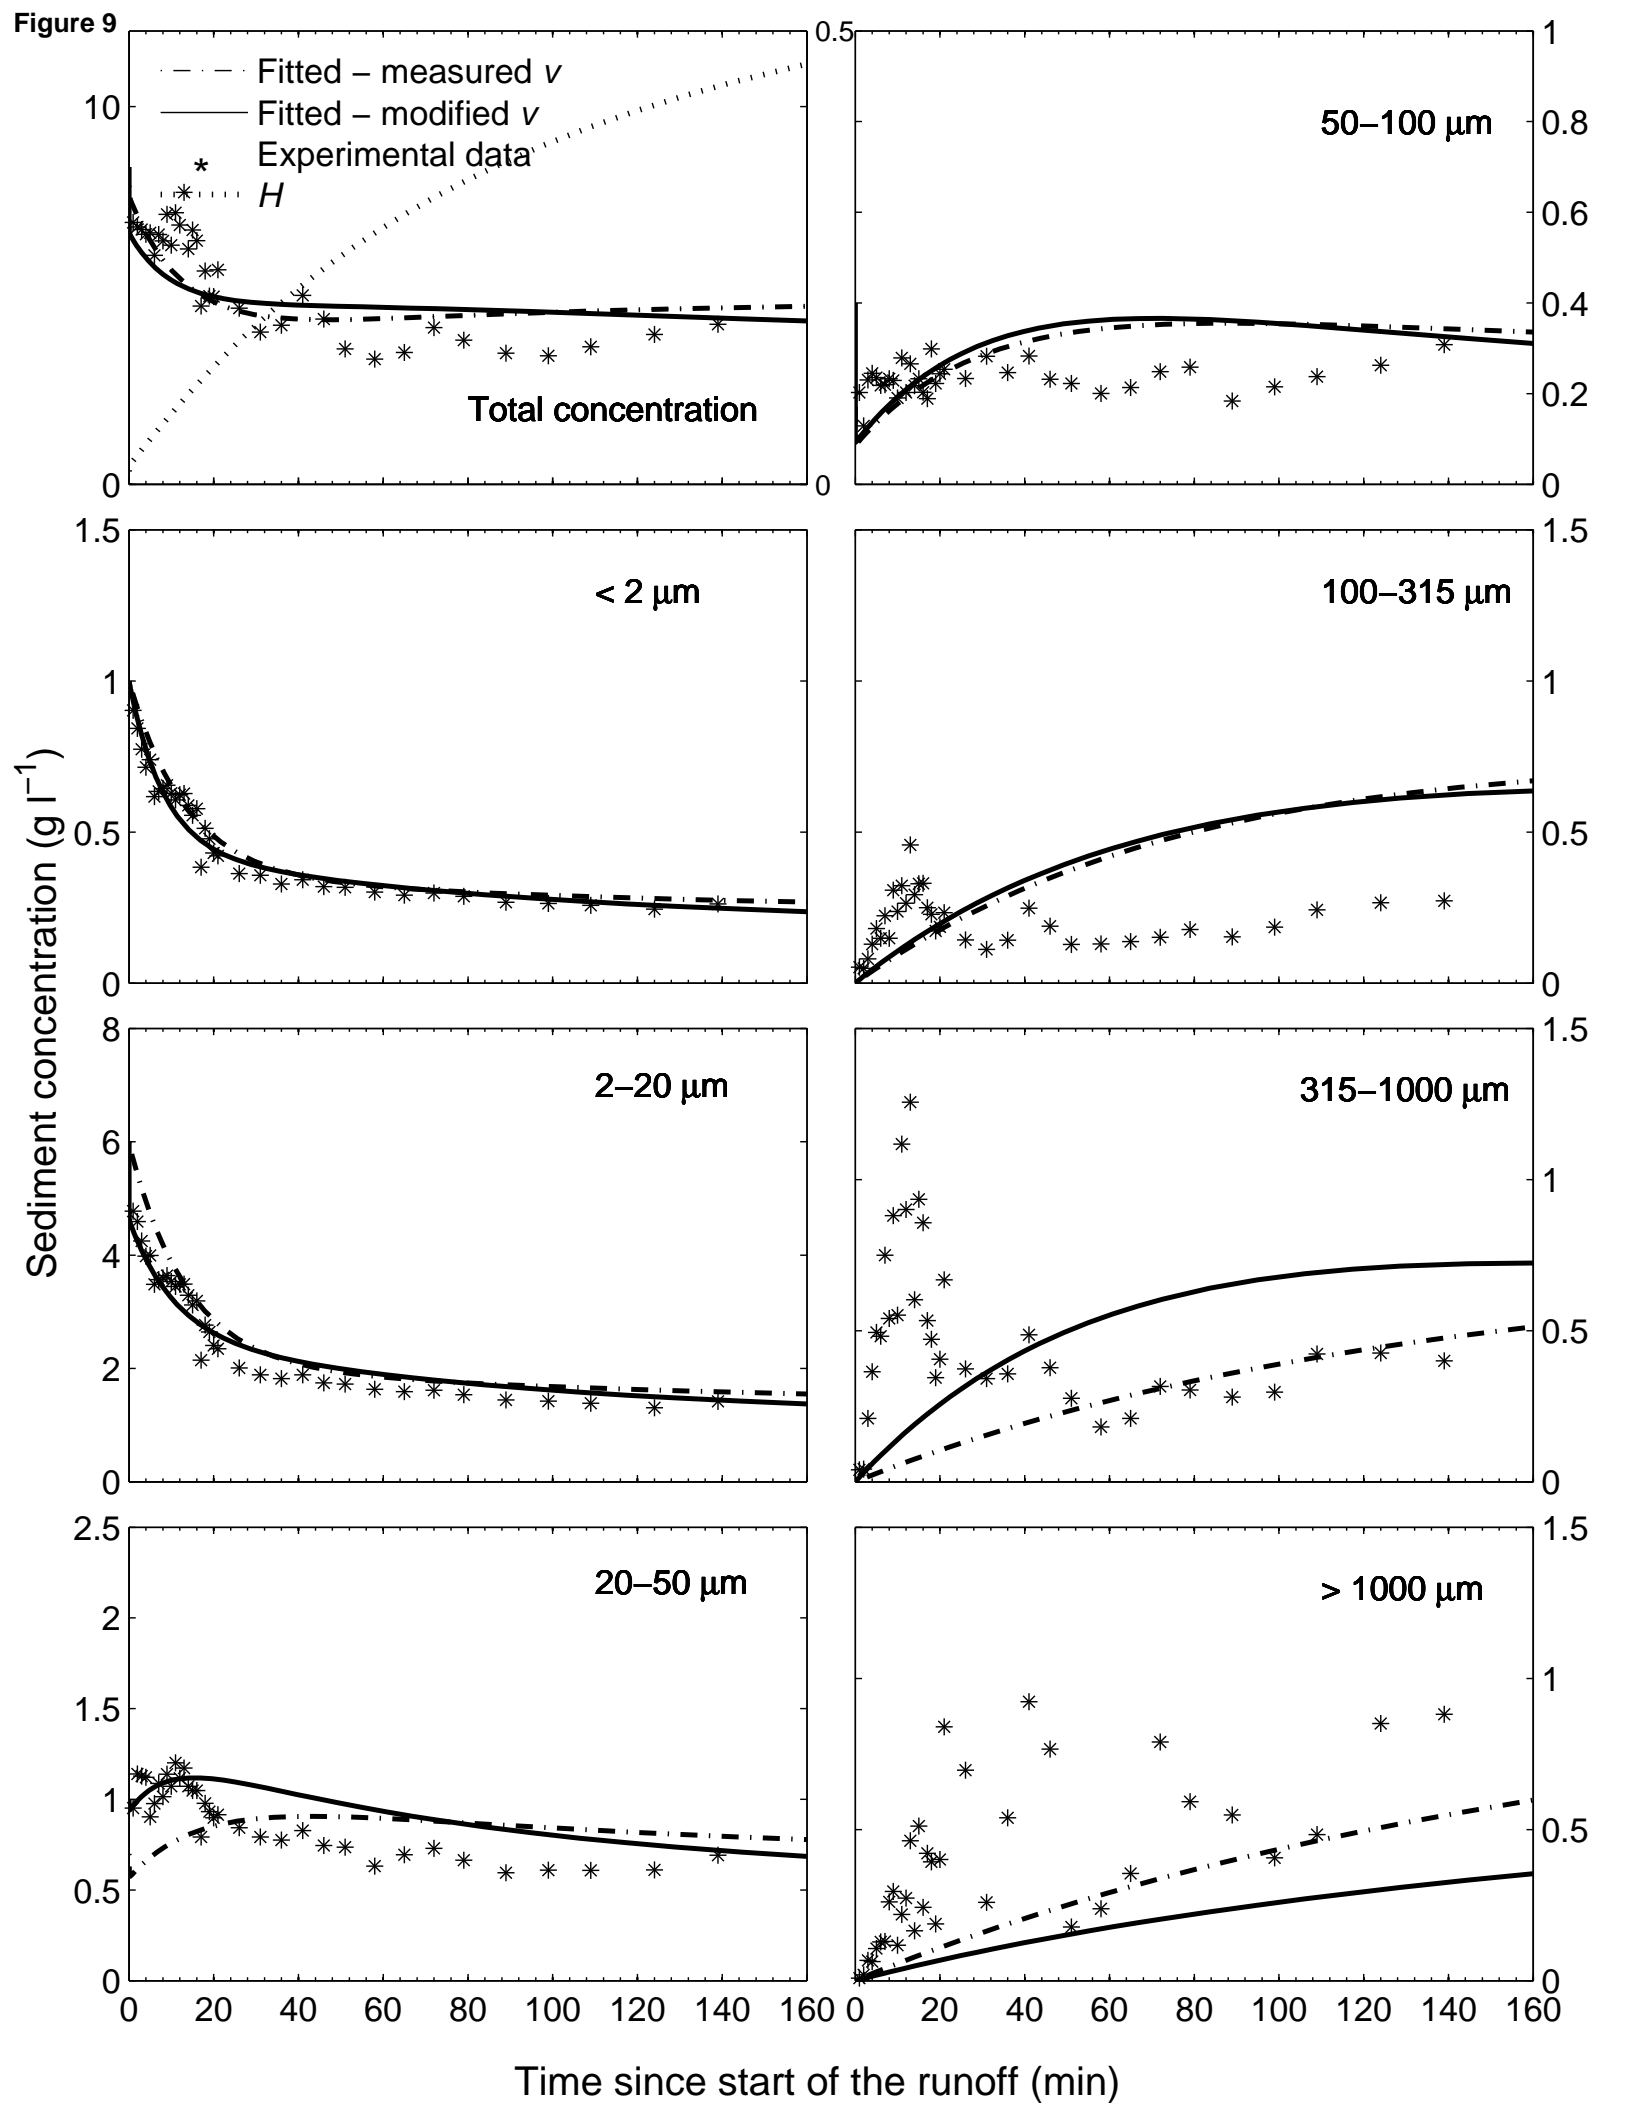 Figure 9
Fitted – measured v
Fitted – modified v
* Experimental data
H
10
0
Total concentration
0.5
0
50–100 μm
1
0.8
0.6
0.4
0.2
0
1.5
1
0.5
0
< 2 μm
100–315 μm
1.5
1
0.5
0
8
6
4
2
0
2–20 μm
315–1000 μm
1.5
1
0.5
0
2.5
2
1.5
1
0.5
0
20–50 μm
> 1000 μm
1.5
1
0.5
0
0 20 40 60 80 100 120 140 160
0 20 40 60 80 100 120 140 160
Sediment concentration (g l–1)
Time since start of the runoff (min)